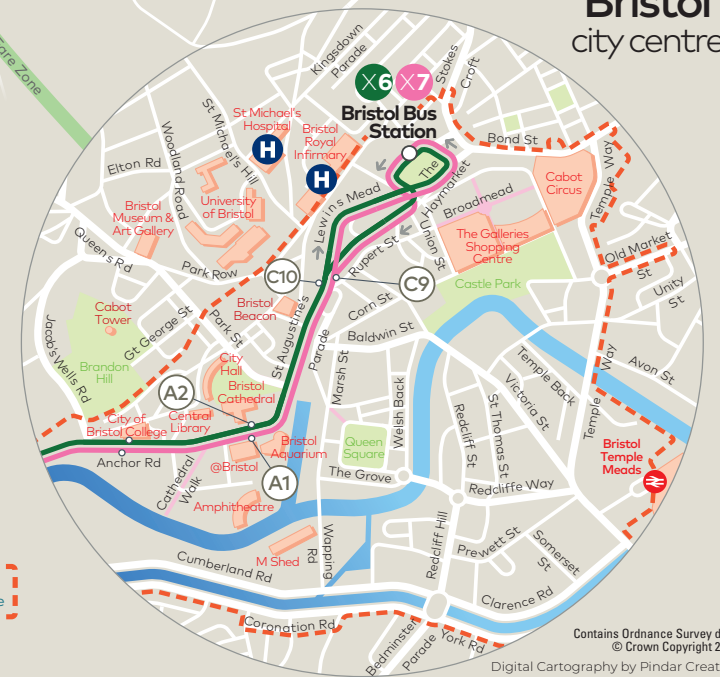 Bristol
city centre
are Zone
Kingsdown
Parade
Stokes
Croft
X6 X7
Bristol Bus
Station
St Michael's
Hospital
H
Bristol
Royal
Infirmary
H
Bond St
Woodland Road
St Michael's Hill
Elton Rd
University
of Bristol
Bristol
Museum &
Art Gallery
Queen's Rd
Park Row
Lewins Mead
The
Haymarket
Broadmead
Union St
Rupert St
Cabot
Circus
Temple Way
The Galleries
Shopping
Centre
Castle Park
Old Market
St
Unity
St
C10
C9
Cabot
Tower
Gt George St
Park St
Bristol
Beacon
St Augustine's
Parade
Corn St
Baldwin St
Jacob's Wells Rd
Brandon
Hill
City
Hall
Bristol
Cathedral
A2
Central
Library
City of
Bristol College
Anchor Rd
Cathedral
Walk
@Bristol
Bristol
Aquarium
A1
Amphitheatre
Marsh St
Welsh Back
Queen
Square
The Grove
Redcliff St
St Thomas St
Victoria St
Temple Back
Temple
Way
Avon St
Bristol
Temple
Meads
Redcliffe Way
M Shed
Wapping
Rd
Redcliff Hill
Prewett St
Somerset
St
Cumberland Rd
Clarence Rd
Coronation Rd
Bedminster
Parade
York Rd
e
Contains Ordnance Survey d
© Crown Copyright 2
Digital Cartography by Pindar Creat